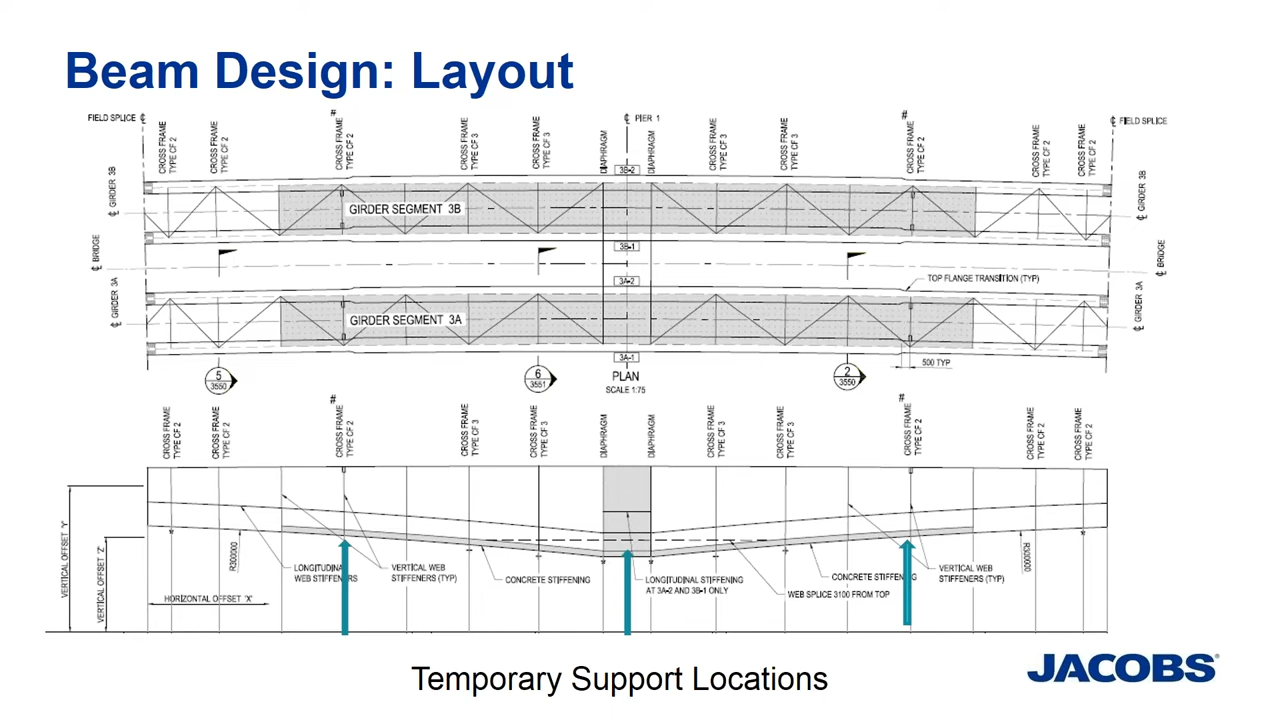 Beam Design: Layout
FIELD SPLICE ℄
CROSS FRAME
TYPE CF 2
CROSS FRAME
TYPE CF 2
#
CROSS FRAME
TYPE CF 2
CROSS FRAME
TYPE CF 3
CROSS FRAME
TYPE CF 3
DIAPHRAGM
℄ PIER 1
DIAPHRAGM
CROSS FRAME
TYPE CF 3
CROSS FRAME
TYPE CF 3
#
CROSS FRAME
TYPE CF 2
CROSS FRAME
TYPE CF 2
CROSS FRAME
TYPE CF 2
℄ FIELD SPLICE
3B-2
℄ GIRDER 3B
GIRDER SEGMENT 3B
℄ GIRDER 3B
3B-1
℄ BRIDGE
℄ BRIDGE
3A-2
TOP FLANGE TRANSITION (TYP)
℄ GIRDER 3A
GIRDER SEGMENT 3A
℄ GIRDER 3A
3A-1
500 TYP
5
3550
6
3551
PLAN
SCALE 1:75
2
3550
#
#
CROSS FRAME
TYPE CF 2
CROSS FRAME
TYPE CF 2
CROSS FRAME
TYPE CF 2
CROSS FRAME
TYPE CF 3
CROSS FRAME
TYPE CF 3
DIAPHRAGM
DIAPHRAGM
CROSS FRAME
TYPE CF 3
CROSS FRAME
TYPE CF 3
CROSS FRAME
TYPE CF 2
CROSS FRAME
TYPE CF 2
CROSS FRAME
TYPE CF 2
VERTICAL OFFSET 'Y'
VERTICAL OFFSET 'Z'
R300000
LONGITUDINAL
WEB STIFFENERS
VERTICAL WEB
STIFFENERS (TYP)
CONCRETE STIFFENING
LONGITUDINAL STIFFENING
AT 3A-2 AND 3B-1 ONLY
WEB SPLICE 3100 FROM TOP
CONCRETE STIFFENING
VERTICAL WEB
STIFFENERS (TYP)
R300000
HORIZONTAL OFFSET 'X'
Temporary Support Locations
JACOBS®